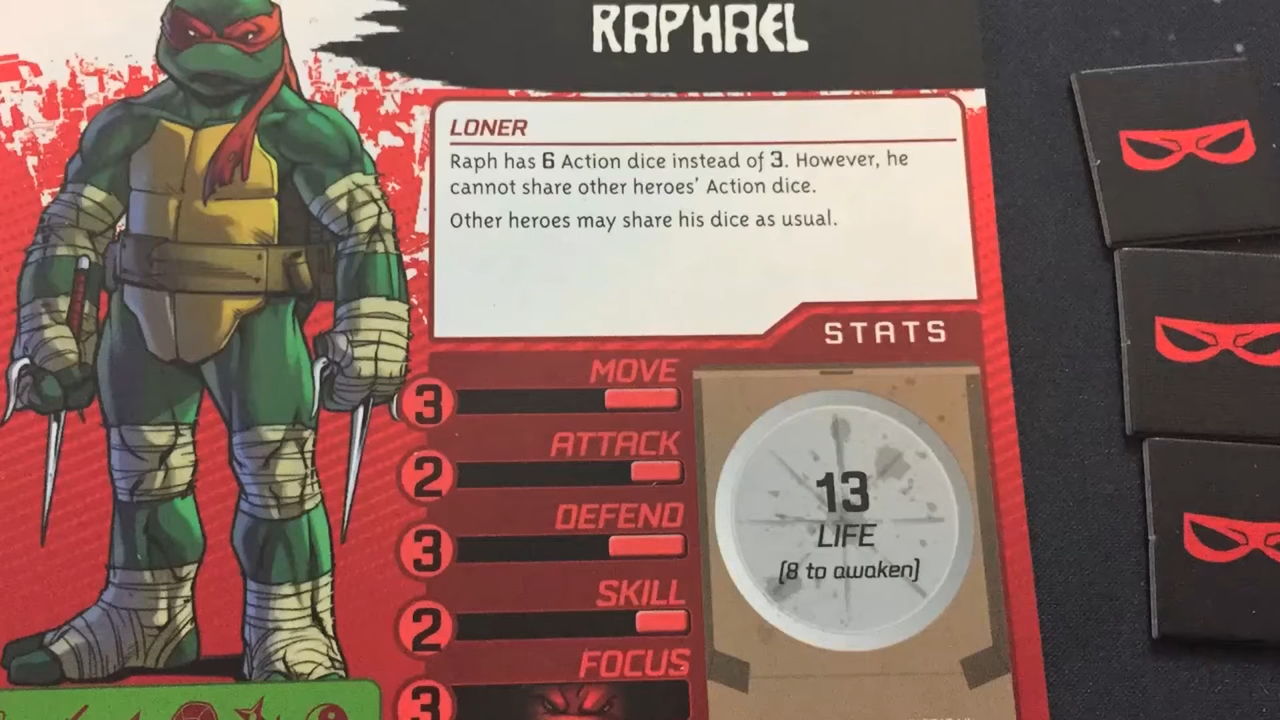 RAPHAEL
LONER
Raph has 6 Action dice instead of 3. However, he
cannot share other heroes' Action dice.
Other heroes may share his dice as usual.
STATS
MOVE
3
ATTACK
2
DEFEND
3
SKILL
2
FOCUS
3
13
LIFE
[8 to awaken]